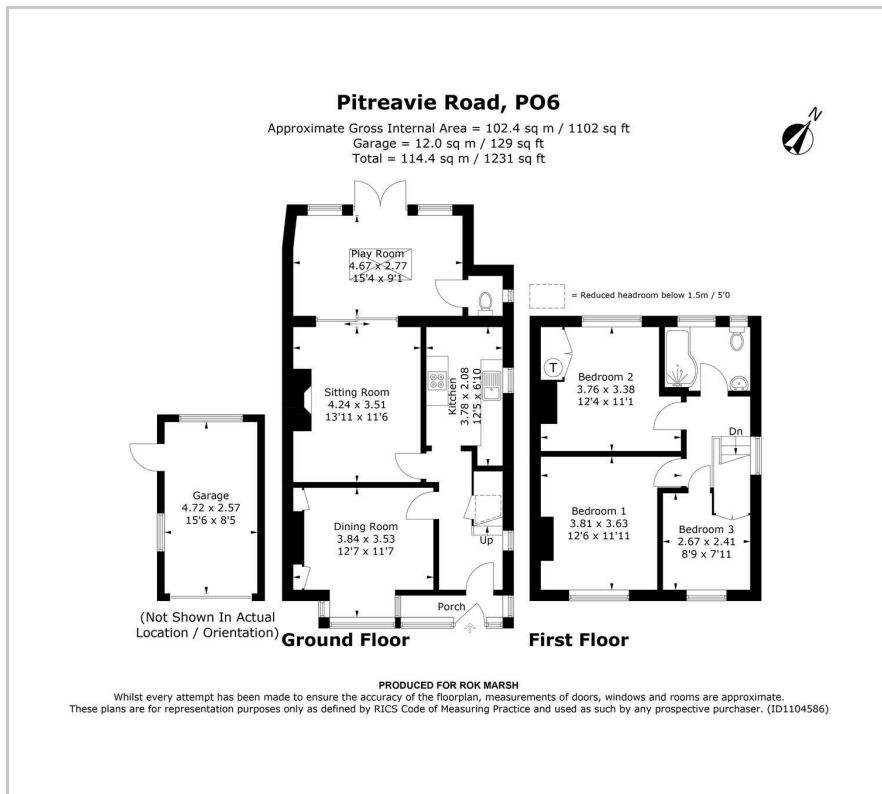 Pitreavie Road, PO6
Approximate Gross Internal Area = 102.4 sq m / 1102 sq ft
Garage = 12.0 sq m / 129 sq ft
Total = 114.4 sq m / 1231 sq ft
N
Play Room
4.67 x 2.77
15'4 x 9'1
= Reduced headroom below 1.5m / 5'0
Sitting Room
4.24 x 3.51
13'11 x 11'6
Kitchen
3.78 x 2.08
12'5 x 6'10
T
Bedroom 2
3.76 x 3.38
12'4 x 11'1
Dn
Garage
4.72 x 2.57
15'6 x 8'5
Dining Room
3.84 x 3.53
12'7 x 11'7
Up
Bedroom 1
3.81 x 3.63
12'6 x 11'11
Bedroom 3
2.67 x 2.41
8'9 x 7'11
Porch
(Not Shown In Actual
Location / Orientation)
Ground Floor
First Floor
PRODUCED FOR ROK MARSH
Whilst every attempt has been made to ensure the accuracy of the floorplan, measurements of doors, windows and rooms are approximate.
These plans are for representation purposes only as defined by RICS Code of Measuring Practice and used as such by any prospective purchaser. (ID1104586)